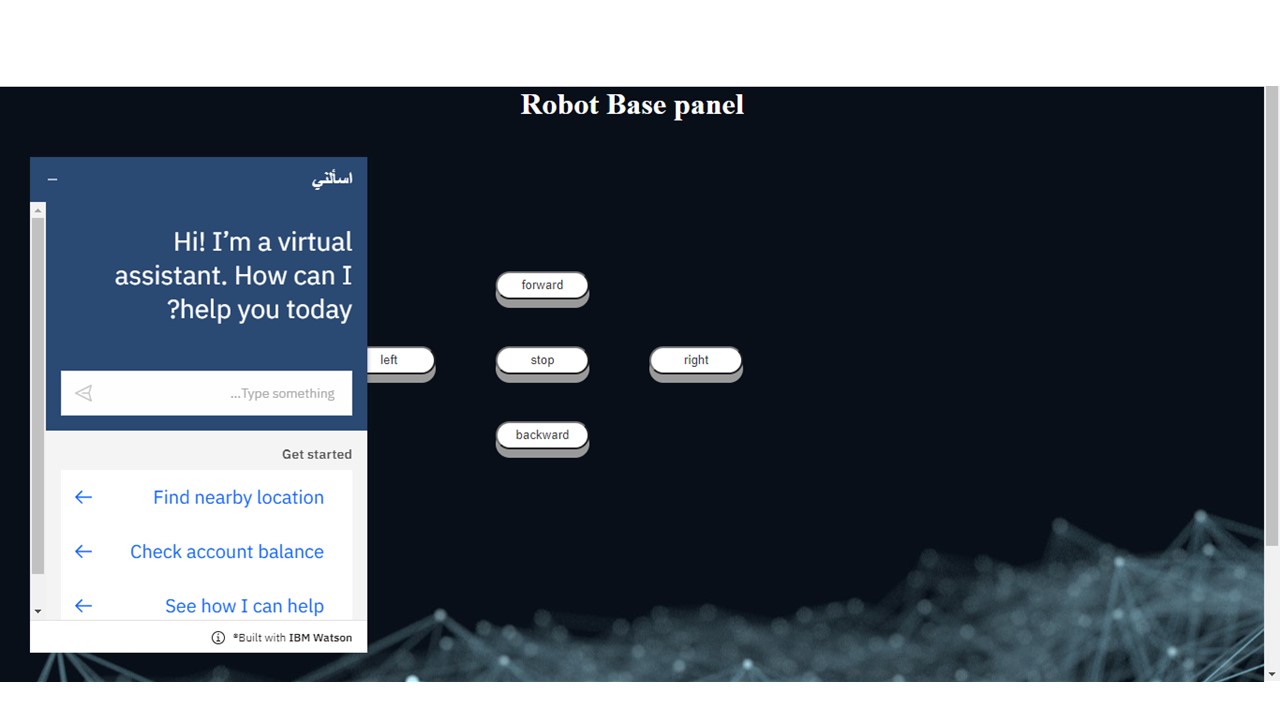 Robot Base panel
اسألني
Hi! I’m a virtual
assistant. How can I
?help you today
...Type something
Get started
Find nearby location
Check account balance
See how I can help
®Built with IBM Watson
forward
left
stop
right
backward